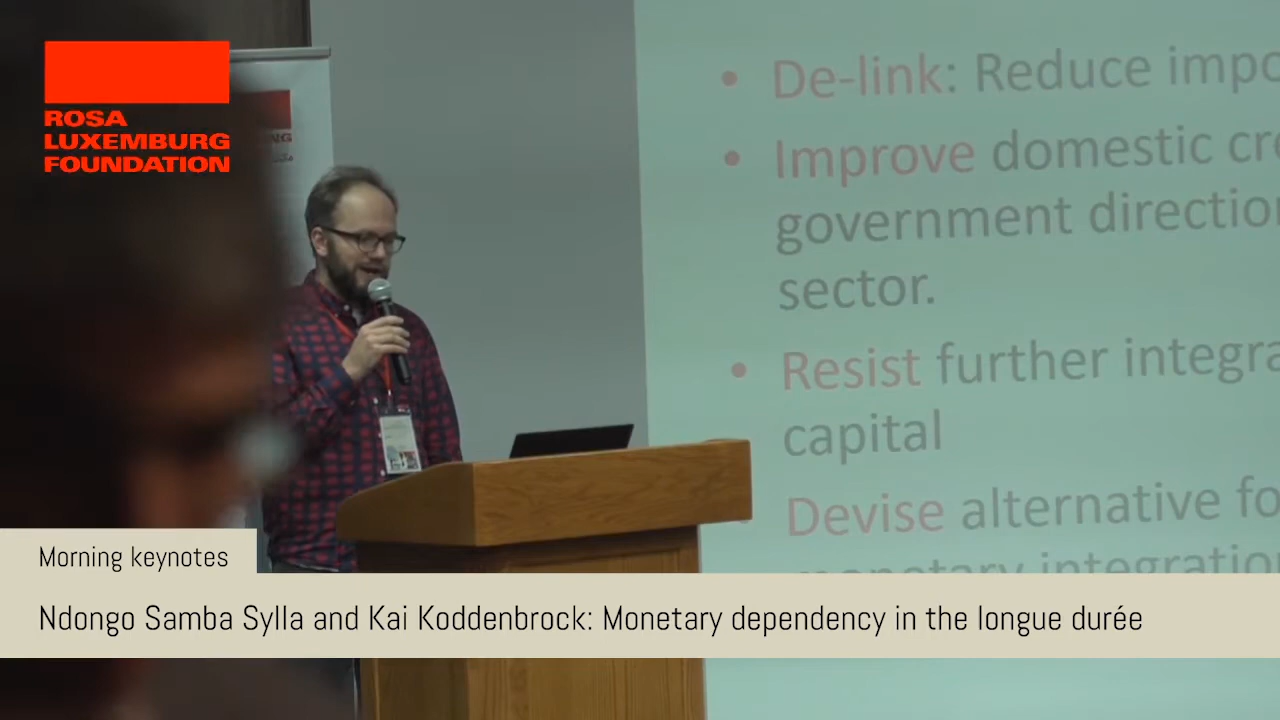 ROSA
LUXEMBURG
FOUNDATION
• De-link: Reduce
• Improve domestic
government
sector.
• Resist further
capital
Devise alternative
monetary
Morning keynotes
Ndongo Samba Sylla and Kai Koddenbrock: Monetary dependency in the longue durée